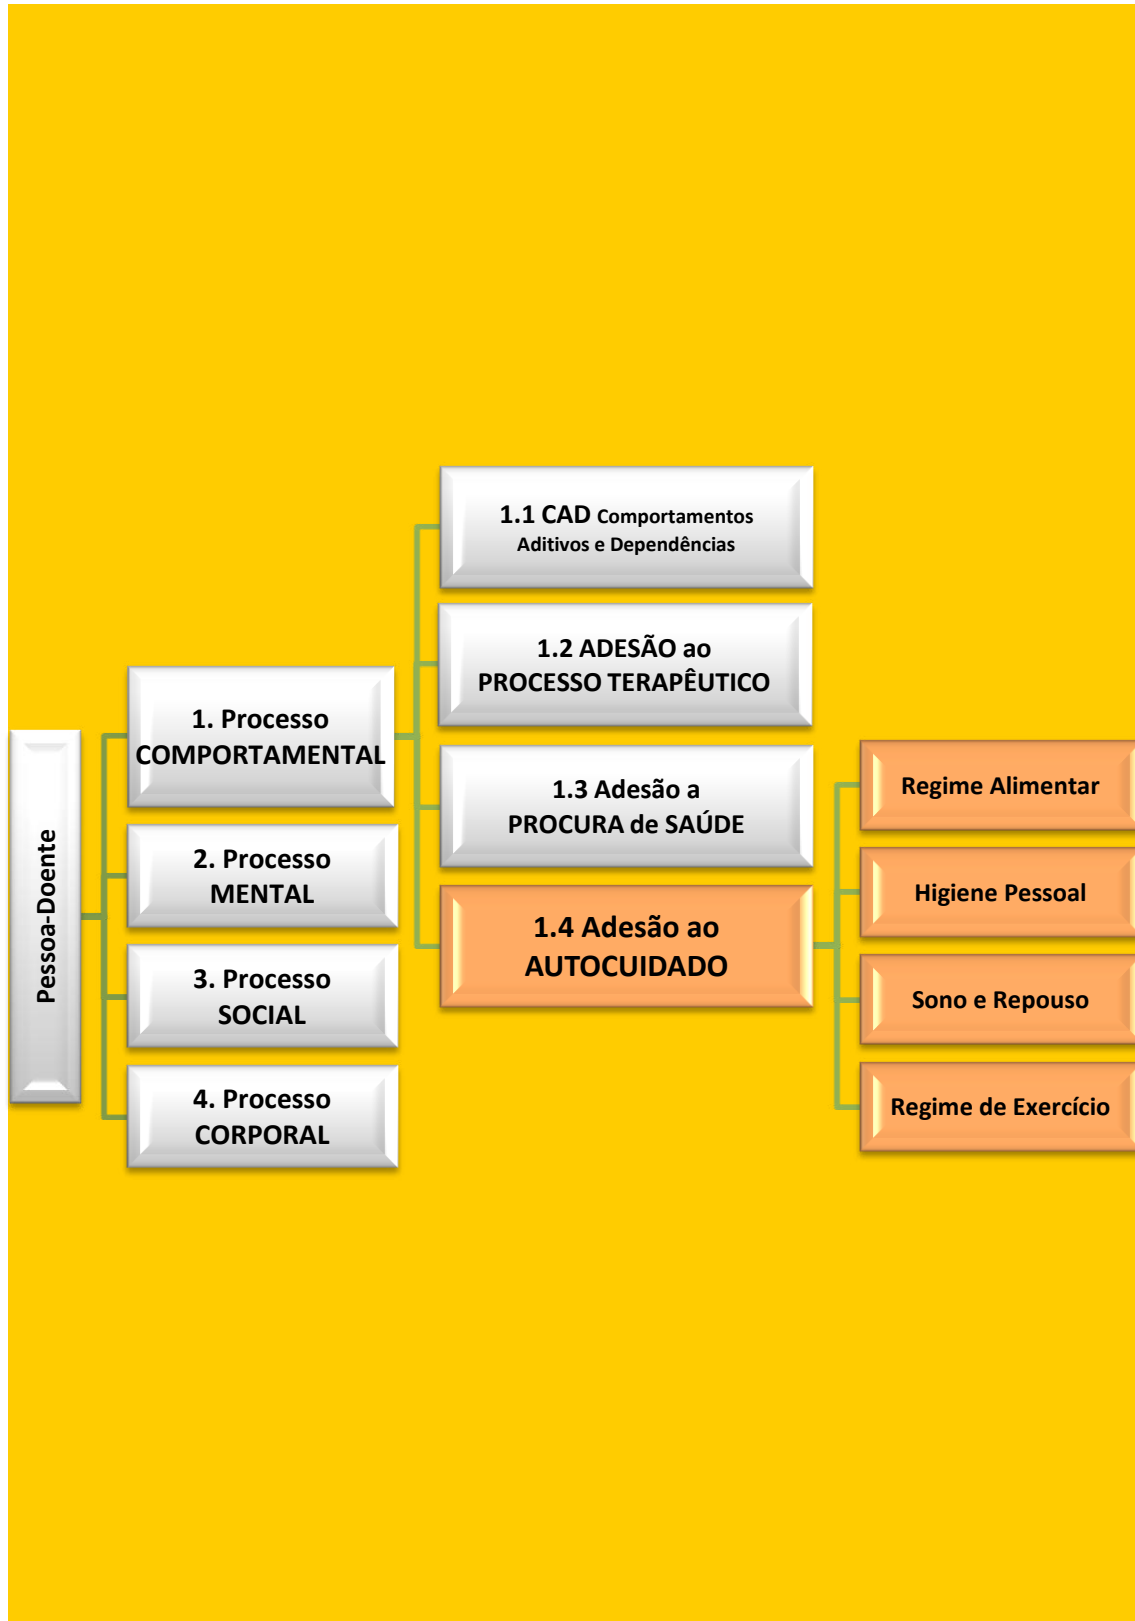 Pessoa-Doente
1. Processo
COMPORTAMENTAL
2. Processo
MENTAL
3. Processo
SOCIAL
4. Processo
CORPORAL
1.1 CAD Comportamentos
Aditivos e Dependências
1.2 ADESÃO ao
PROCESSO TERAPÊUTICO
1.3 Adesão a
PROCURA de SAÚDE
1.4 Adesão ao
AUTOCUIDADO
Regime Alimentar
Higiene Pessoal
Sono e Repouso
Regime de Exercício